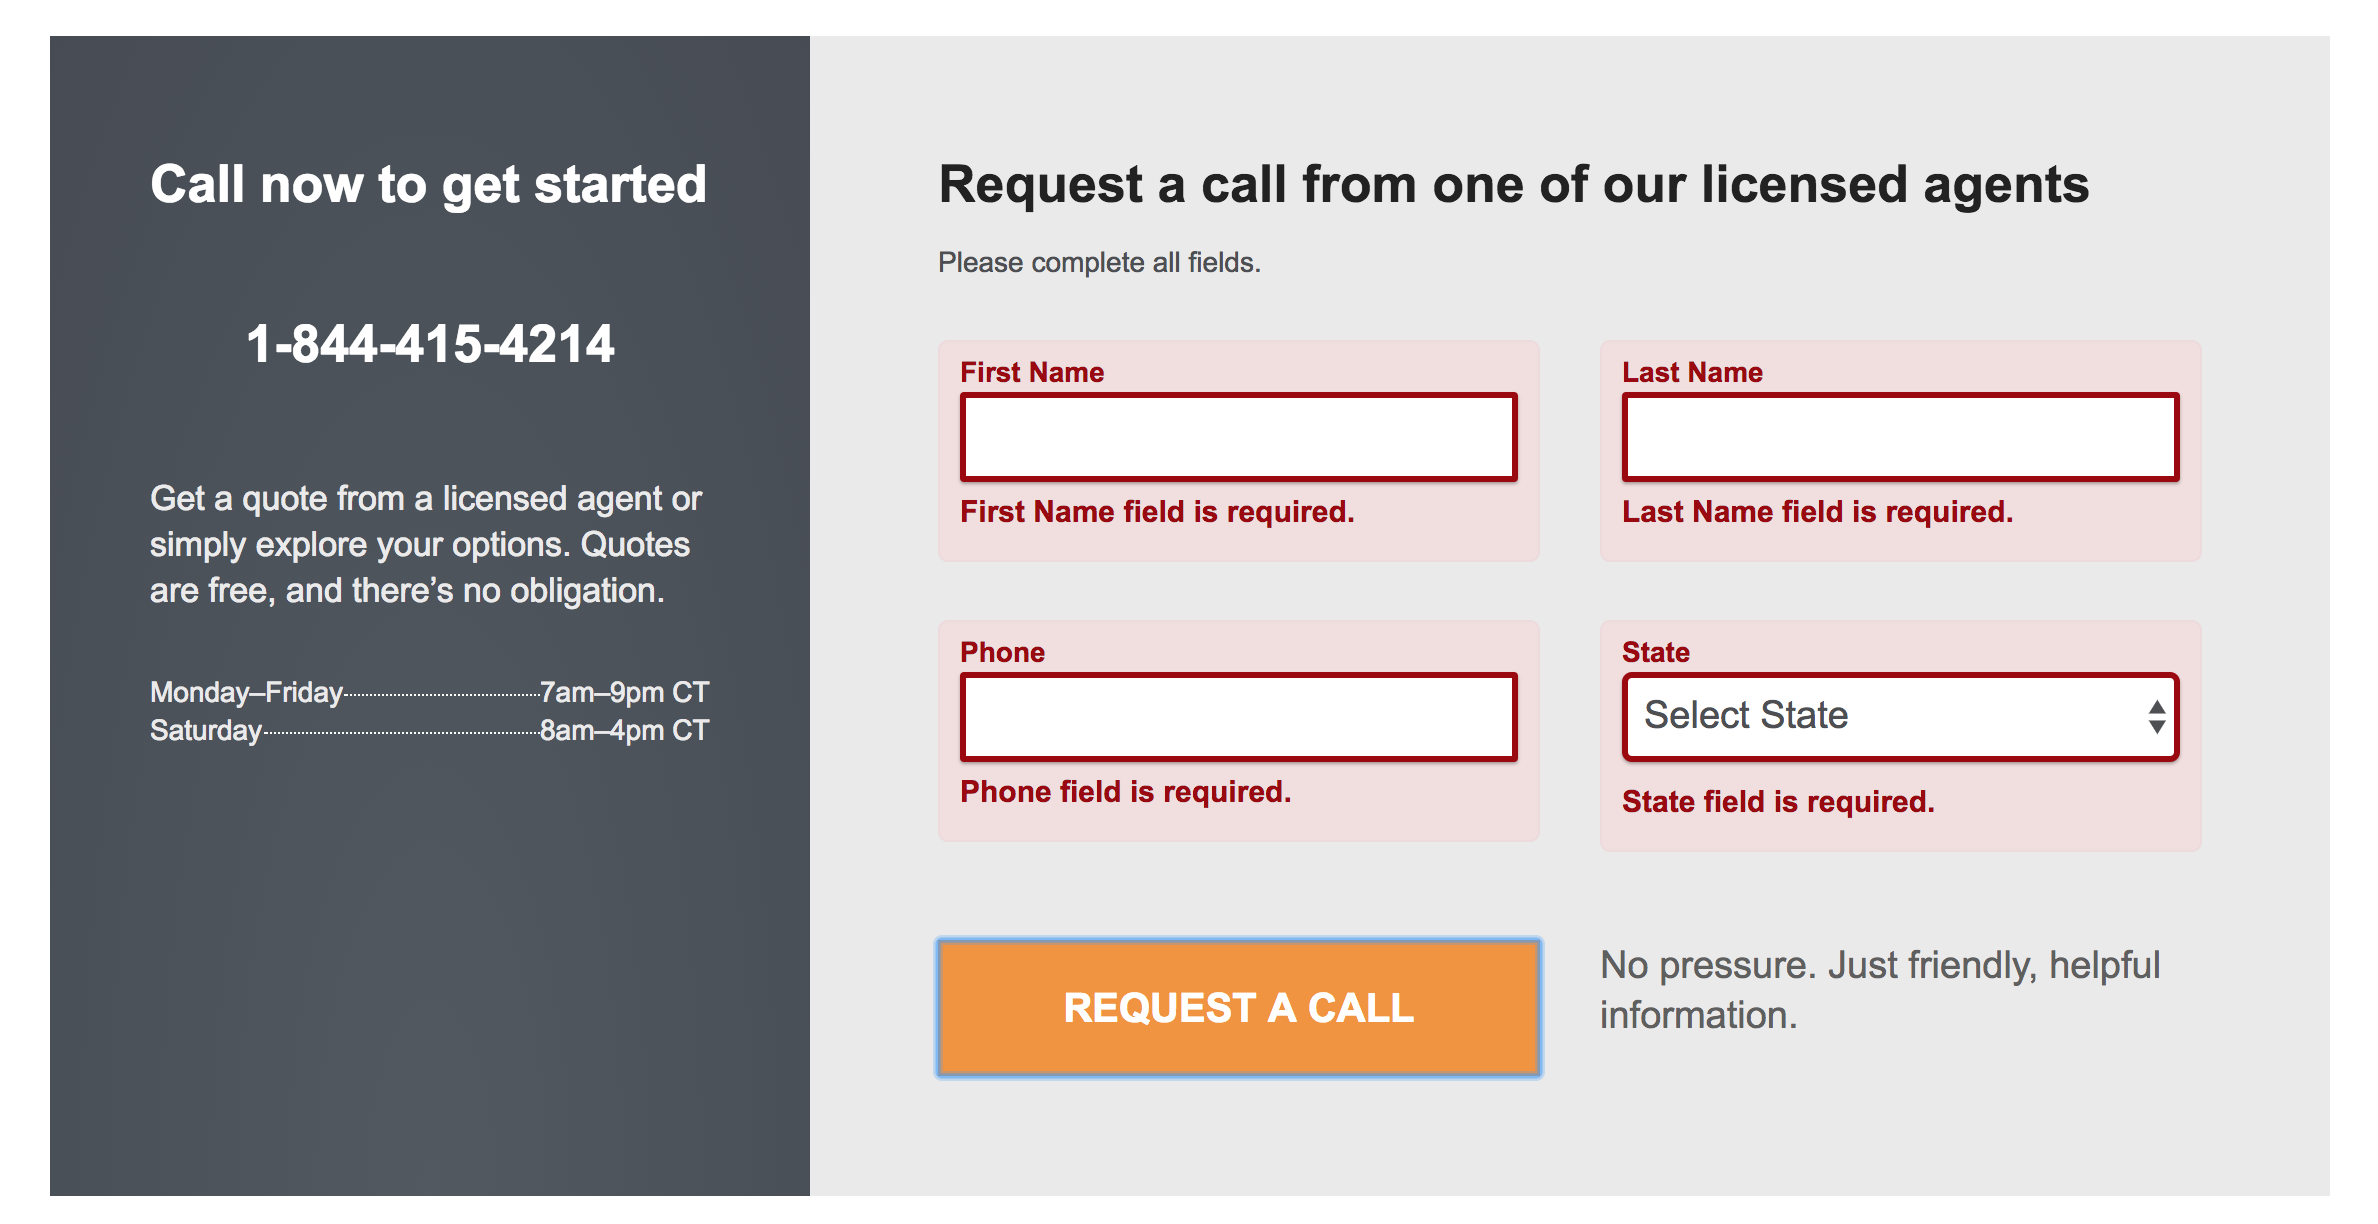 Call now to get started
1-844-415-4214
Get a quote from a licensed agent or
simply explore your options. Quotes
are free, and there’s no obligation.
Monday–Friday 7am–9pm CT
Saturday 8am–4pm CT
Request a call from one of our licensed agents
Please complete all fields.
First Name
First Name field is required.
Last Name
Last Name field is required.
Phone
Phone field is required.
State
Select State
State field is required.
REQUEST A CALL
No pressure. Just friendly, helpful
information.